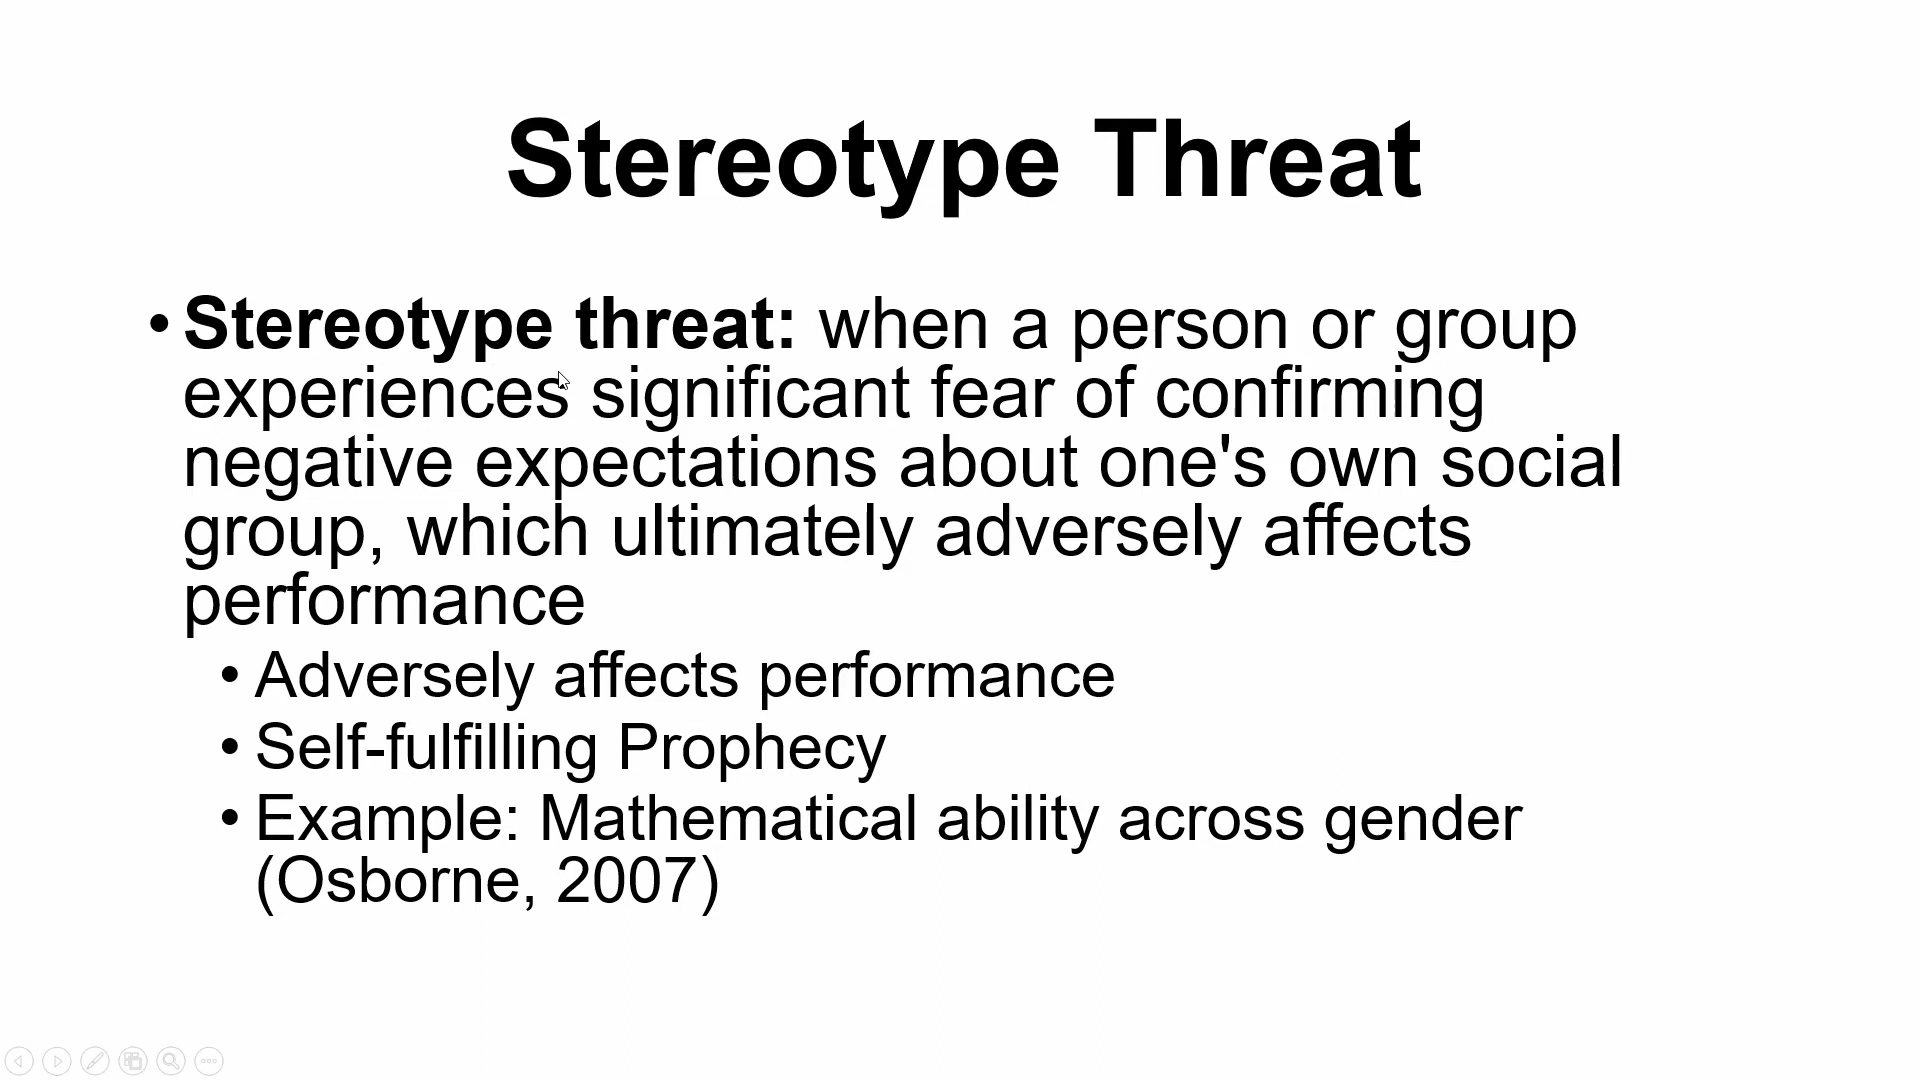 Stereotype Threat
• Stereotype threat: when a person or group
experiences significant fear of confirming
negative expectations about one's own social
group, which ultimately adversely affects
performance
• Adversely affects performance
• Self-fulfilling Prophecy
• Example: Mathematical ability across gender
(Osborne, 2007)